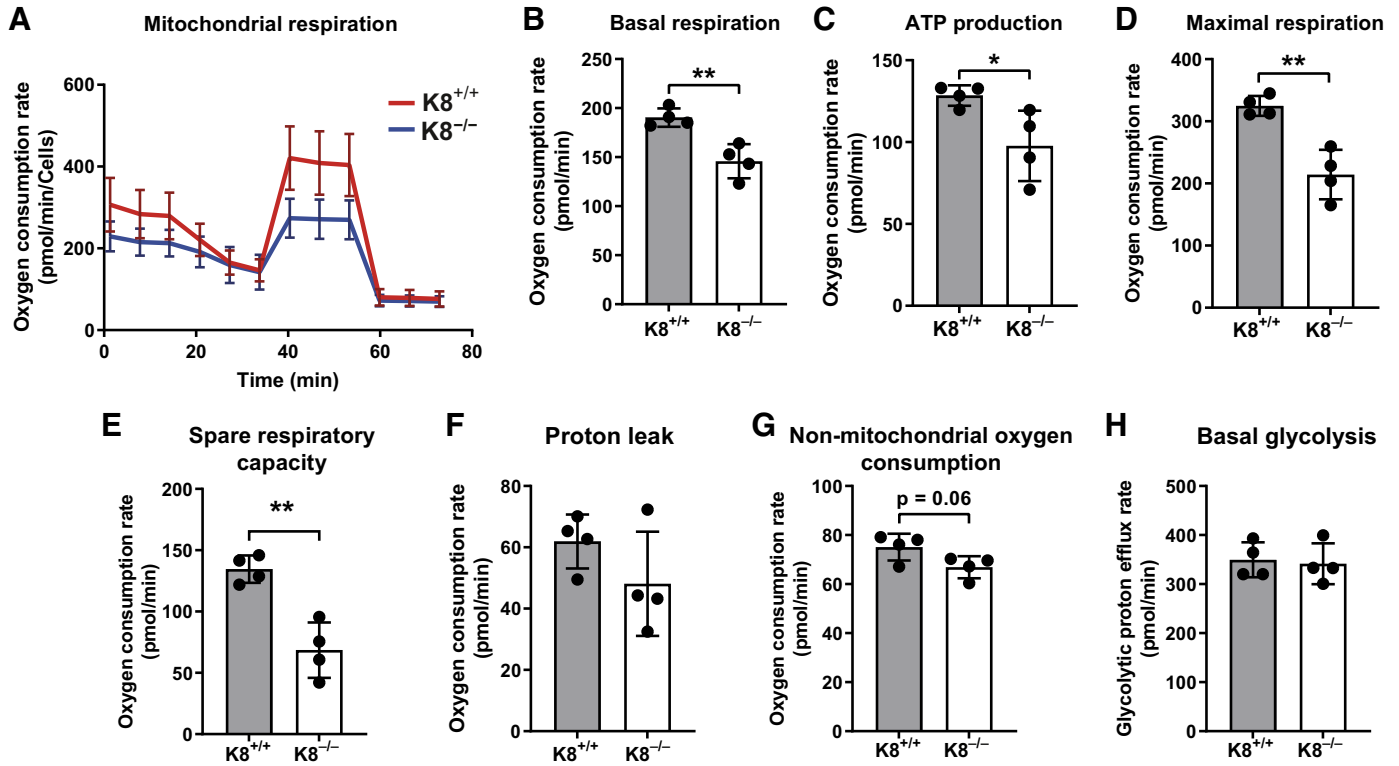 A
Mitochondrial respiration
Oxygen consumption rate
(pmol/min/Cells)
600
400
200
0
0 20 40 60 80
Time (min)
K8+/+
K8−/−
B
Basal respiration
Oxygen consumption rate
(pmol/min)
250
200
150
100
50
0
**
K8+/+ K8−/−
C
ATP production
Oxygen consumption rate
(pmol/min)
150
100
50
0
*
K8+/+ K8−/−
D
Maximal respiration
Oxygen consumption rate
(pmol/min)
400
300
200
100
0
**
K8+/+ K8−/−
E
Spare respiratory
capacity
Oxygen consumption rate
(pmol/min)
200
150
100
50
0
**
K8+/+ K8−/−
F
Proton leak
Oxygen consumption rate
(pmol/min)
80
60
40
20
0
K8+/+ K8−/−
G
Non-mitochondrial oxygen
consumption
Oxygen consumption rate
(pmol/min)
100
80
60
40
20
0
p = 0.06
K8+/+ K8−/−
H
Basal glycolysis
Glycolytic proton efflux rate
(pmol/min)
500
400
300
200
100
0
K8+/+ K8−/−